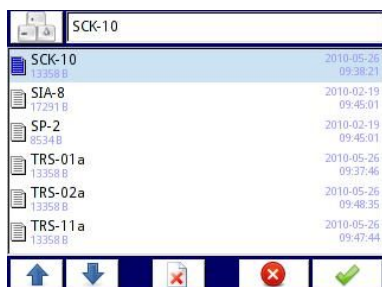 SCK-10
SCK-10 2010-05-26
13358 B 09:38:21
SIA-8 2010-02-19
17291 B 09:45:01
SP-2 2010-02-19
8534 B 09:45:01
TRS-01a 2010-05-26
13358 B 09:37:46
TRS-02a 2010-05-26
13358 B 09:48:35
TRS-11a 2010-05-26
13358 B 09:47:44